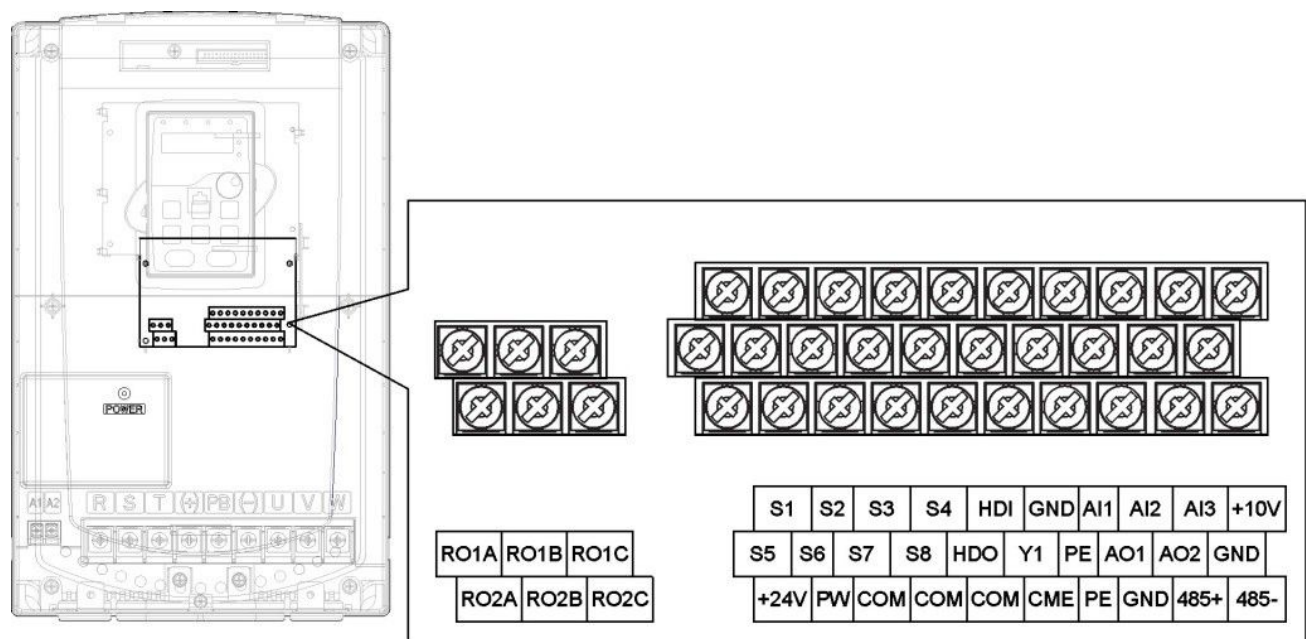 POWER
A1 A2 R S T (+) PB (-) U V W
RO1A RO1B RO1C
RO2A RO2B RO2C
S1 S2 S3 S4 HDI GND AI1 AI2 AI3 +10V
S5 S6 S7 S8 HDO Y1 PE AO1 AO2 GND
+24V PW COM COM COM CME PE GND 485+ 485-